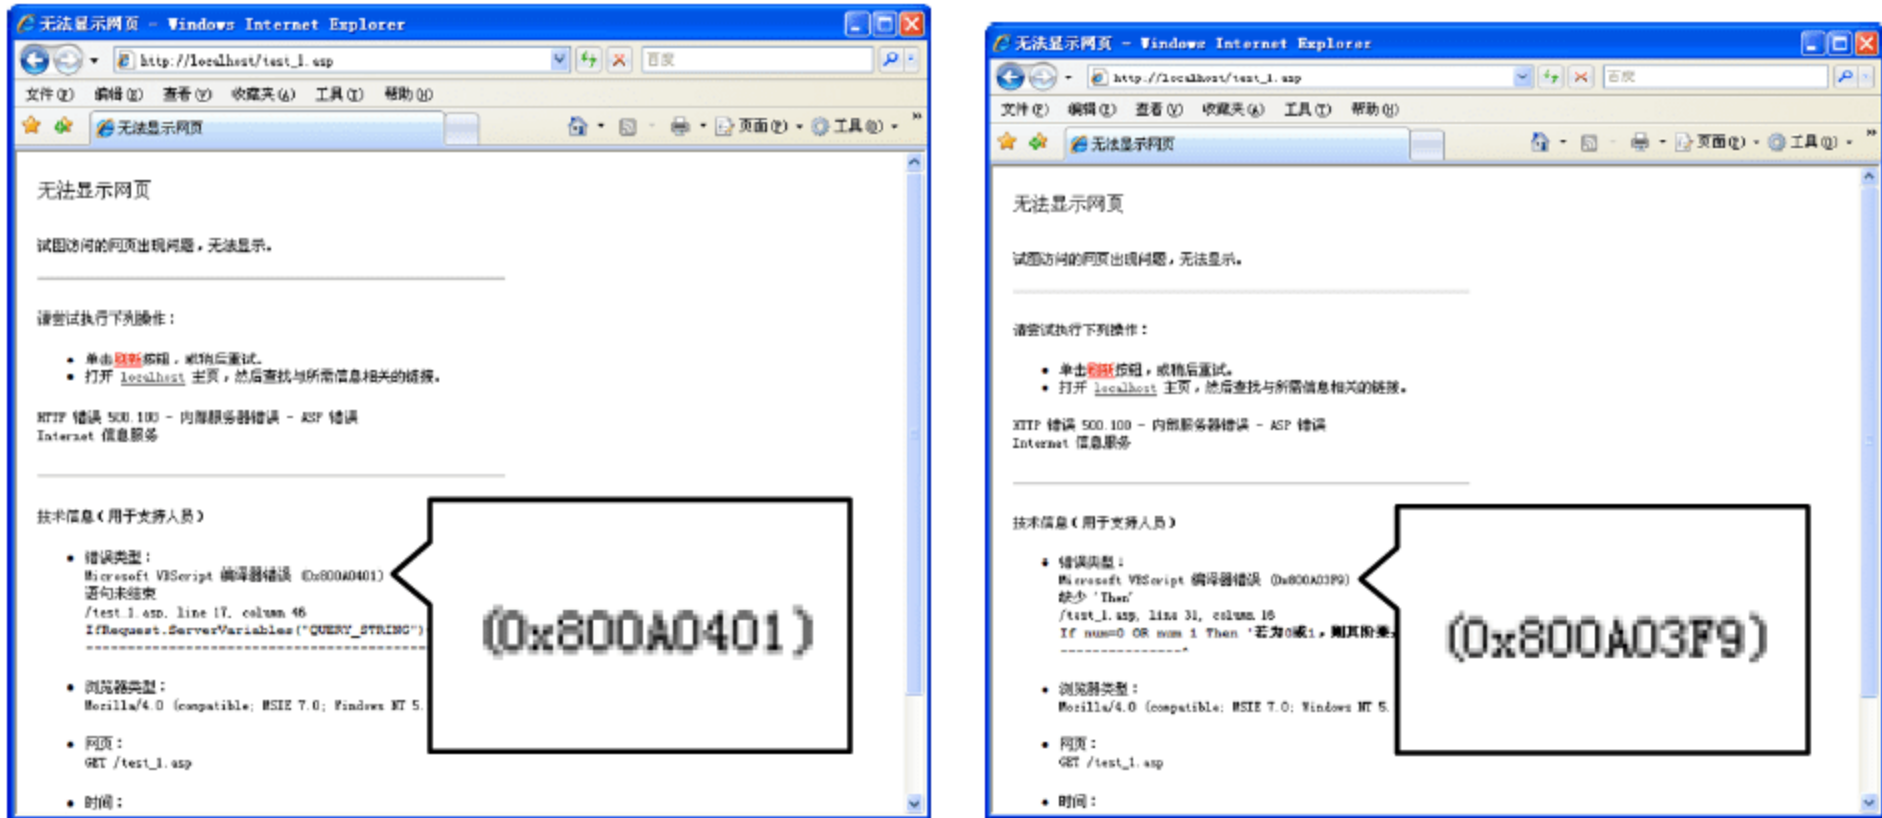 无法显示网页 - Windows Internet Explorer
http://localhost/test_1.asp
百度
文件(F) 编辑(E) 查看(V) 收藏夹(A) 工具(T) 帮助(H)
无法显示网页
页面(P) 工具(O)
无法显示网页
试图访问的网页出现问题，无法显示。
请尝试执行下列操作：
单击刷新按钮，或稍后重试。
打开 localhost 主页，然后查找与所需信息相关的链接。
HTTP 错误 500.100 - 内部服务器错误 - ASP 错误
Internet 信息服务
技术信息(用于支持人员)
错误类型：
Microsoft VBScript 编译器错误 (0x800A0401)
语句未结束
/test_1.asp, line 17, column 46
IfRequest.ServerVariables("QUERY_STRING")
(0x800A0401)
浏览器类型：
Mozilla/4.0 (compatible; MSIE 7.0; Windows NT 5.
网页：
GET /test_1.asp
时间：
无法显示网页 - Windows Internet Explorer
http://localhost/test_1.asp
百度
文件(F) 编辑(E) 查看(V) 收藏夹(A) 工具(T) 帮助(H)
无法显示网页
页面(P) 工具(O)
无法显示网页
试图访问的网页出现问题，无法显示。
请尝试执行下列操作：
单击刷新按钮，或稍后重试。
打开 localhost 主页，然后查找与所需信息相关的链接。
HTTP 错误 500.100 - 内部服务器错误 - ASP 错误
Internet 信息服务
技术信息(用于支持人员)
错误类型：
Microsoft VBScript 编译器错误 (0x800A03F9)
缺少 'Then'
/test_1.asp, line 31, column 16
If num=0 OR num 1 Then '若为0或1，则其阶乘
(0x800A03F9)
浏览器类型：
Mozilla/4.0 (compatible; MSIE 7.0; Windows NT 5.
网页：
GET /test_1.asp
时间：